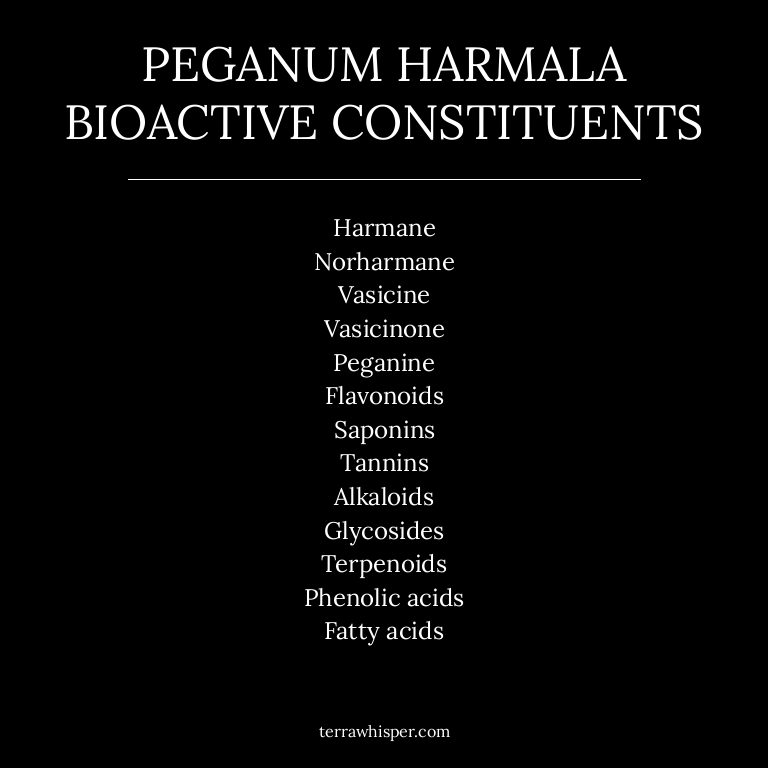 PEGANUM HARMALA
BIOACTIVE CONSTITUENTS
Harmane
Norharmane
Vasicine
Vasicinone
Peganine
Flavonoids
Saponins
Tannins
Alkaloids
Glycosides
Terpenoids
Phenolic acids
Fatty acids
terrawhisper.com